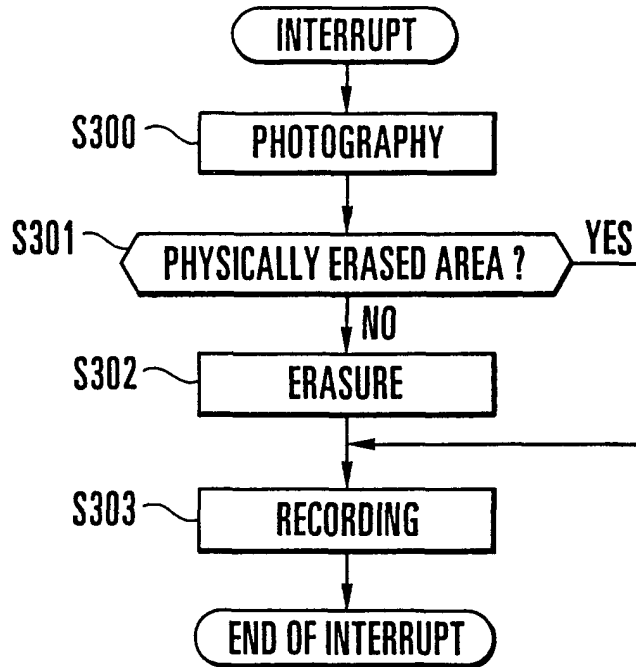 INTERRUPT
S300
PHOTOGRAPHY
S301
PHYSICALLY ERASED AREA ?
YES
NO
S302
ERASURE
S303
RECORDING
END OF INTERRUPT